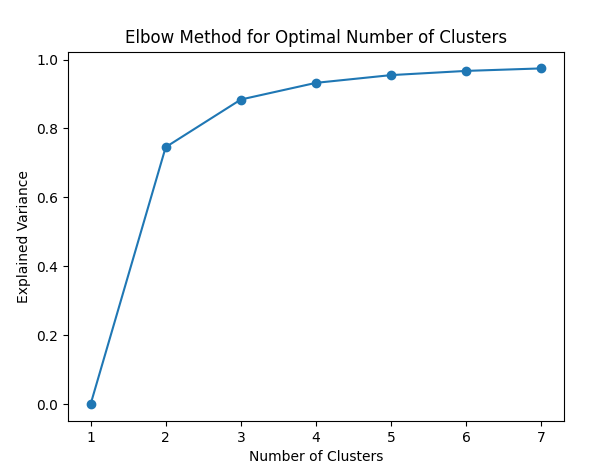 Elbow Method for Optimal Number of Clusters
1.0
0.8
0.6
0.4
0.2
0.0
Explained Variance
1 2 3 4 5 6 7
Number of Clusters